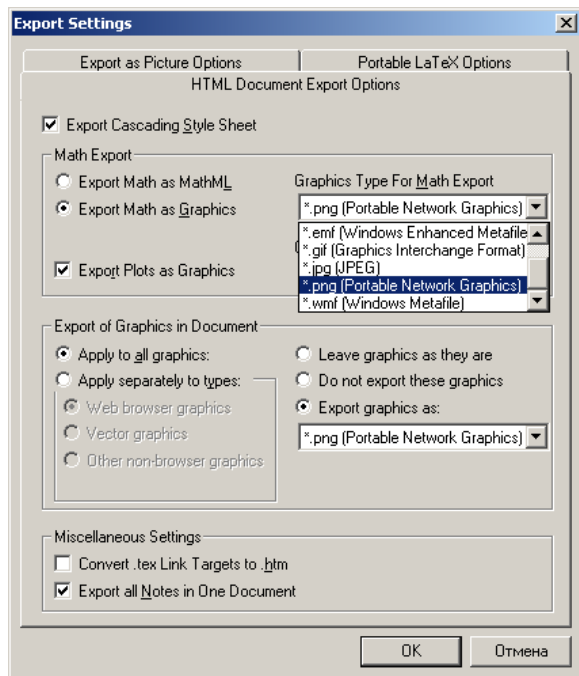 Export Settings
Export as Picture Options
Portable LaTeX Options
HTML Document Export Options
Export Cascading Style Sheet
Math Export
Export Math as MathML
Graphics Type For Math Export
Export Math as Graphics
*.png (Portable Network Graphics)
*.emf (Windows Enhanced Metafile
*.gif (Graphics Interchange Format)
*.jpg (JPEG)
Export Plots as Graphics
*.png (Portable Network Graphics)
*.wmf (Windows Metafile)
Export of Graphics in Document
Apply to all graphics:
Leave graphics as they are
Apply separately to types:
Do not export these graphics
Web browser graphics
Export graphics as:
Vector graphics
*.png (Portable Network Graphics)
Other non-browser graphics
Miscellaneous Settings
Convert .tex Link Targets to .htm
Export all Notes in One Document
OK
Отмена